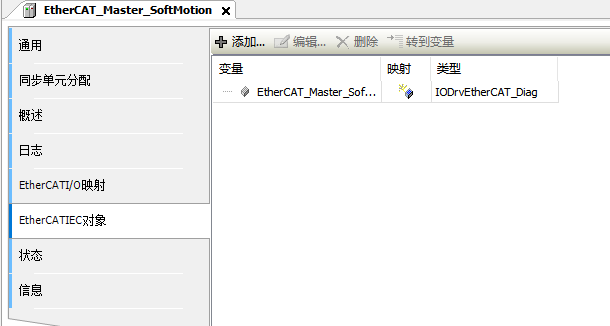 EtherCAT_Master_SoftMotion
通用
同步单元分配
概述
日志
EtherCATI/O映射
EtherCATIEC对象
状态
信息
添加... 编辑... 删除 转到变量
变量 映射 类型
EtherCAT_Master_Sof... IODrvEtherCAT_Diag